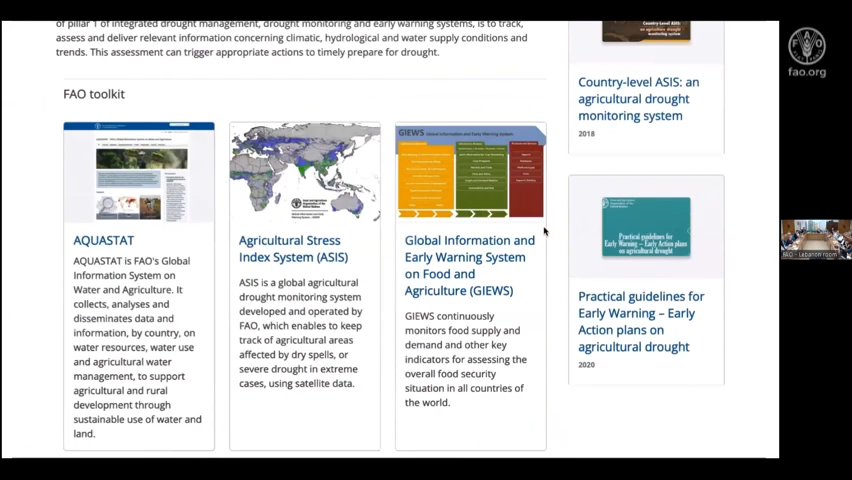 of pillar 1 of integrated drought management, drought monitoring and early warning systems, is to track,
assess and deliver relevant information concerning climatic, hydrological and water supply conditions and
trends. This assessment can trigger appropriate actions to timely prepare for drought.
FAO toolkit
AQUASTAT
AQUASTAT is FAO's Global
Information System on
Water and Agriculture. It
collects, analyses and
disseminates data and
information, by country, on
water resources, water use
and agricultural water
management, to support
agricultural and rural
development through
sustainable use of water and
land.
Agricultural Stress
Index System (ASIS)
ASIS is a global agricultural
drought monitoring system
developed and operated by
FAO, which enables to keep
track of agricultural areas
affected by dry spells, or
severe drought in extreme
cases, using satellite data.
GIEWS
Global Information and
Early Warning System
on Food and
Agriculture (GIEWS)
GIEWS continuously
monitors food supply and
demand and other key
indicators for assessing the
overall food security
situation in all countries of
the world.
Country-level ASIS: an
agricultural drought
monitoring system
2018
Practical guidelines for
Early Warning – Early Action plans
on agricultural drought
Practical guidelines for
Early Warning – Early
Action plans on
agricultural drought
2020
FAO
fao.org
FAO - Lebanon room